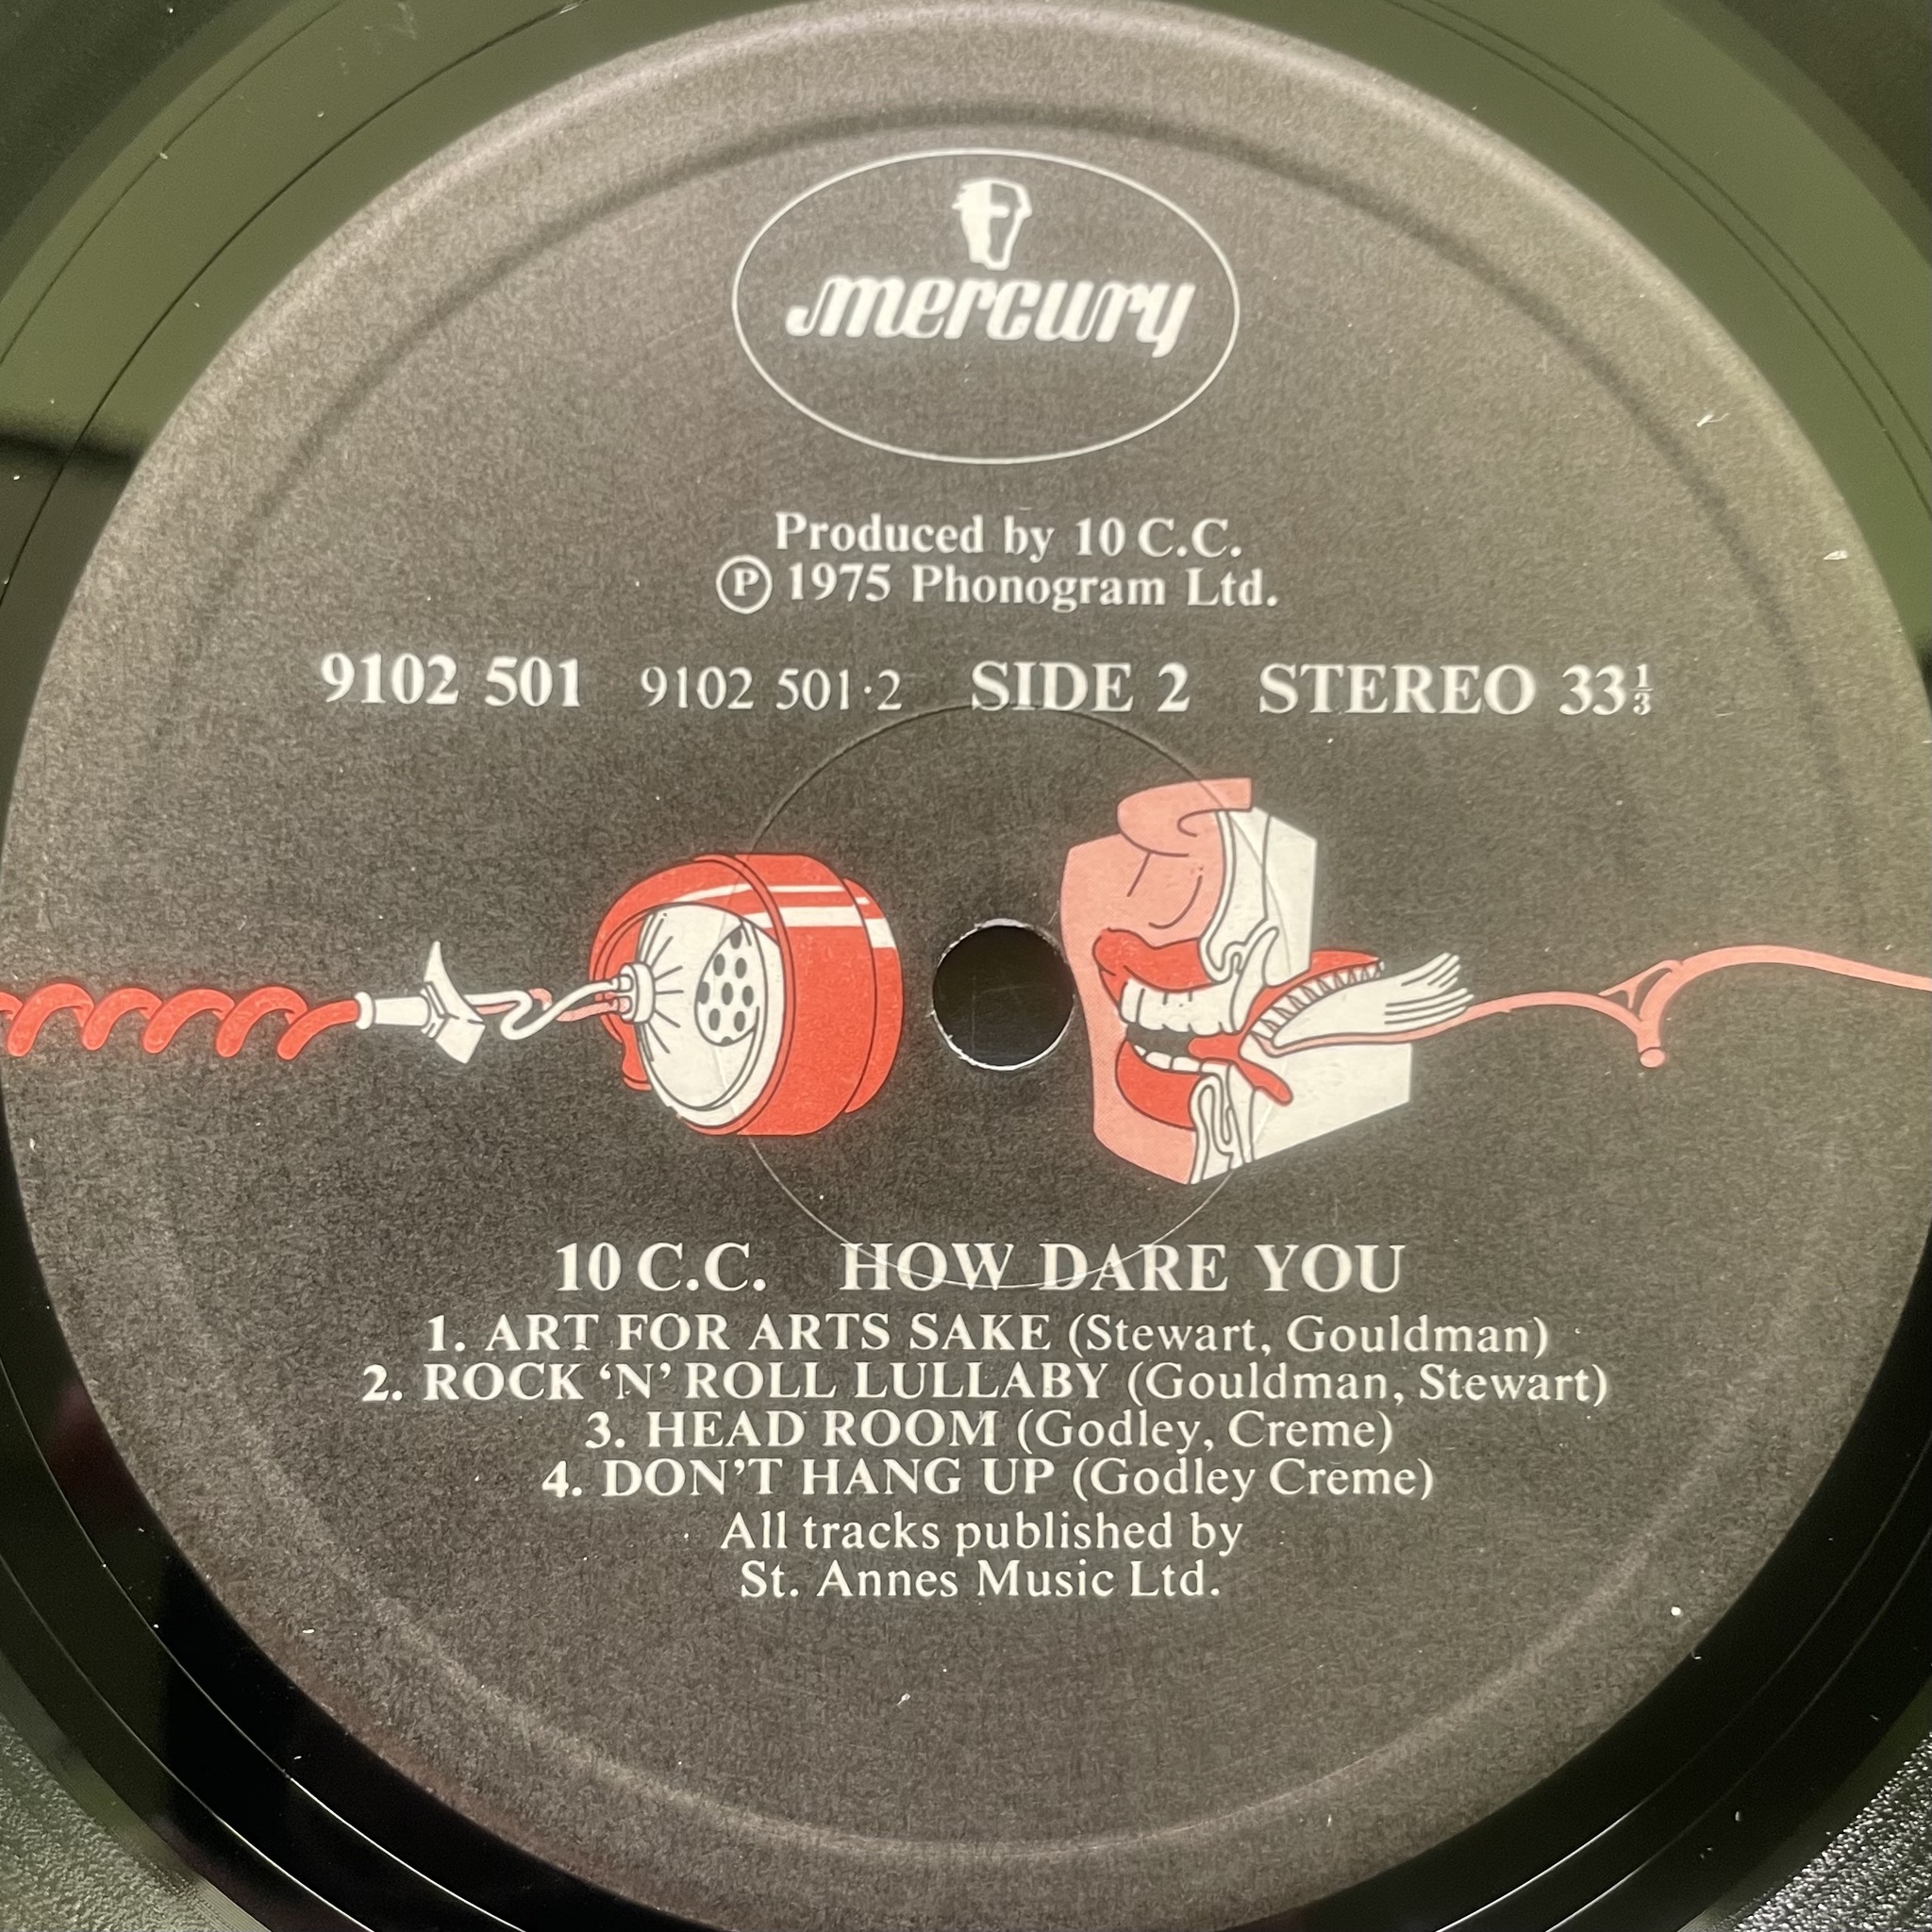 mercury
Produced by 10 C.C.
Ⓟ 1975 Phonogram Ltd.
9102 501 9102 501·2 SIDE 2 STEREO 33⅓
10 C.C. HOW DARE YOU
1. ART FOR ARTS SAKE (Stewart, Gouldman)
2. ROCK ‘N’ ROLL LULLABY (Gouldman, Stewart)
3. HEAD ROOM (Godley, Creme)
4. DON’T HANG UP (Godley Creme)
All tracks published by
St. Annes Music Ltd.